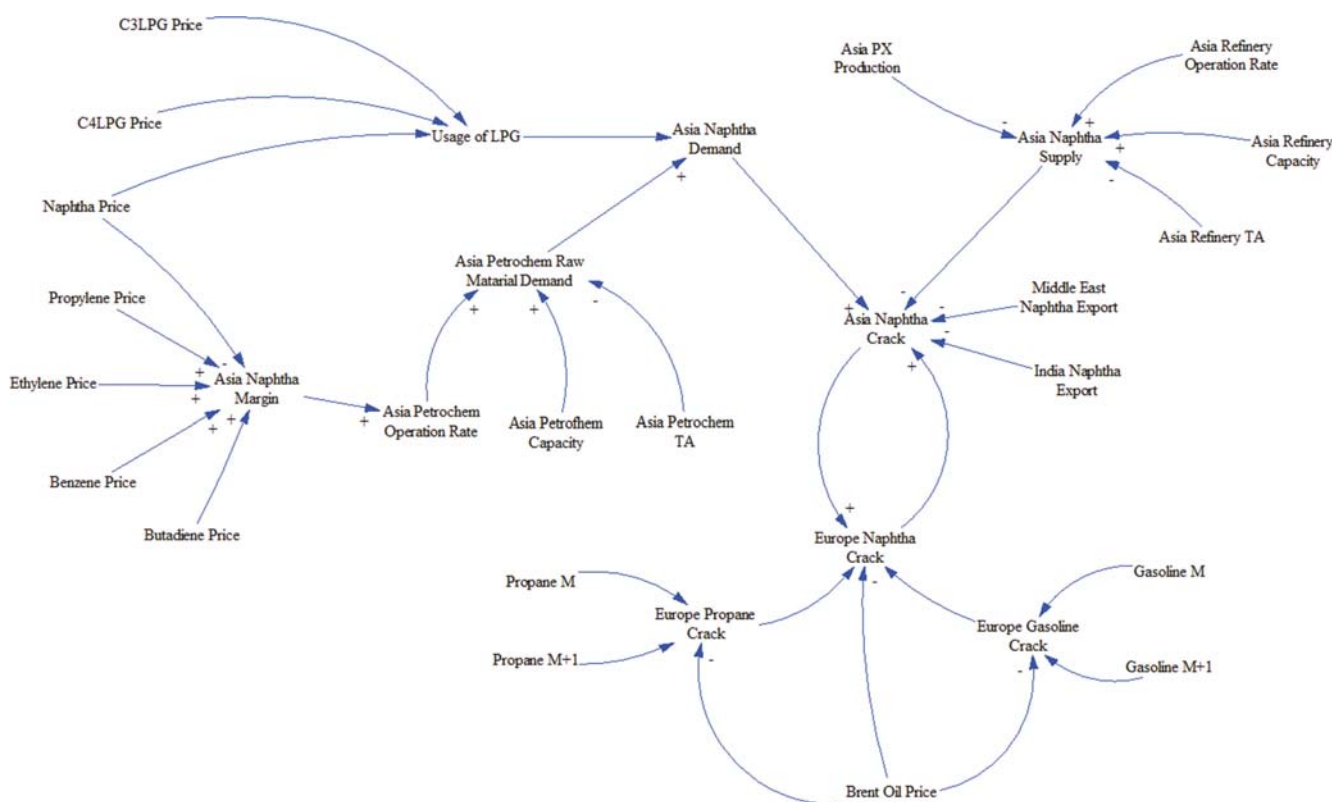 C3LPG Price
C4LPG Price
Usage of LPG
Naphtha Price
Asia Naphtha
Demand
+
Asia PX
Production
-
Asia Refinery
Operation Rate
+
Asia Naphtha
Supply
+
Asia Refinery
Capacity
-
Asia Refinery TA
Asia Petrochem Raw
Matarial Demand
+
+
-
Propylene Price
Ethylene Price
Benzene Price
Butadiene Price
-
+
+
+
+
Asia Naphtha
Margin
+
Asia Petrochem
Operation Rate
Asia Petrofhem
Capacity
Asia Petrochem
TA
-
-
+
-
Asia Naphtha
Crack
+
Middle East
Naphtha Export
India Naphtha
Export
+
Europe Naphtha
Crack
-
Propane M
Europe Propane
Crack
-
Propane M+1
Gasoline M
Europe Gasoline
Crack
-
Gasoline M+1
Brent Oil Price